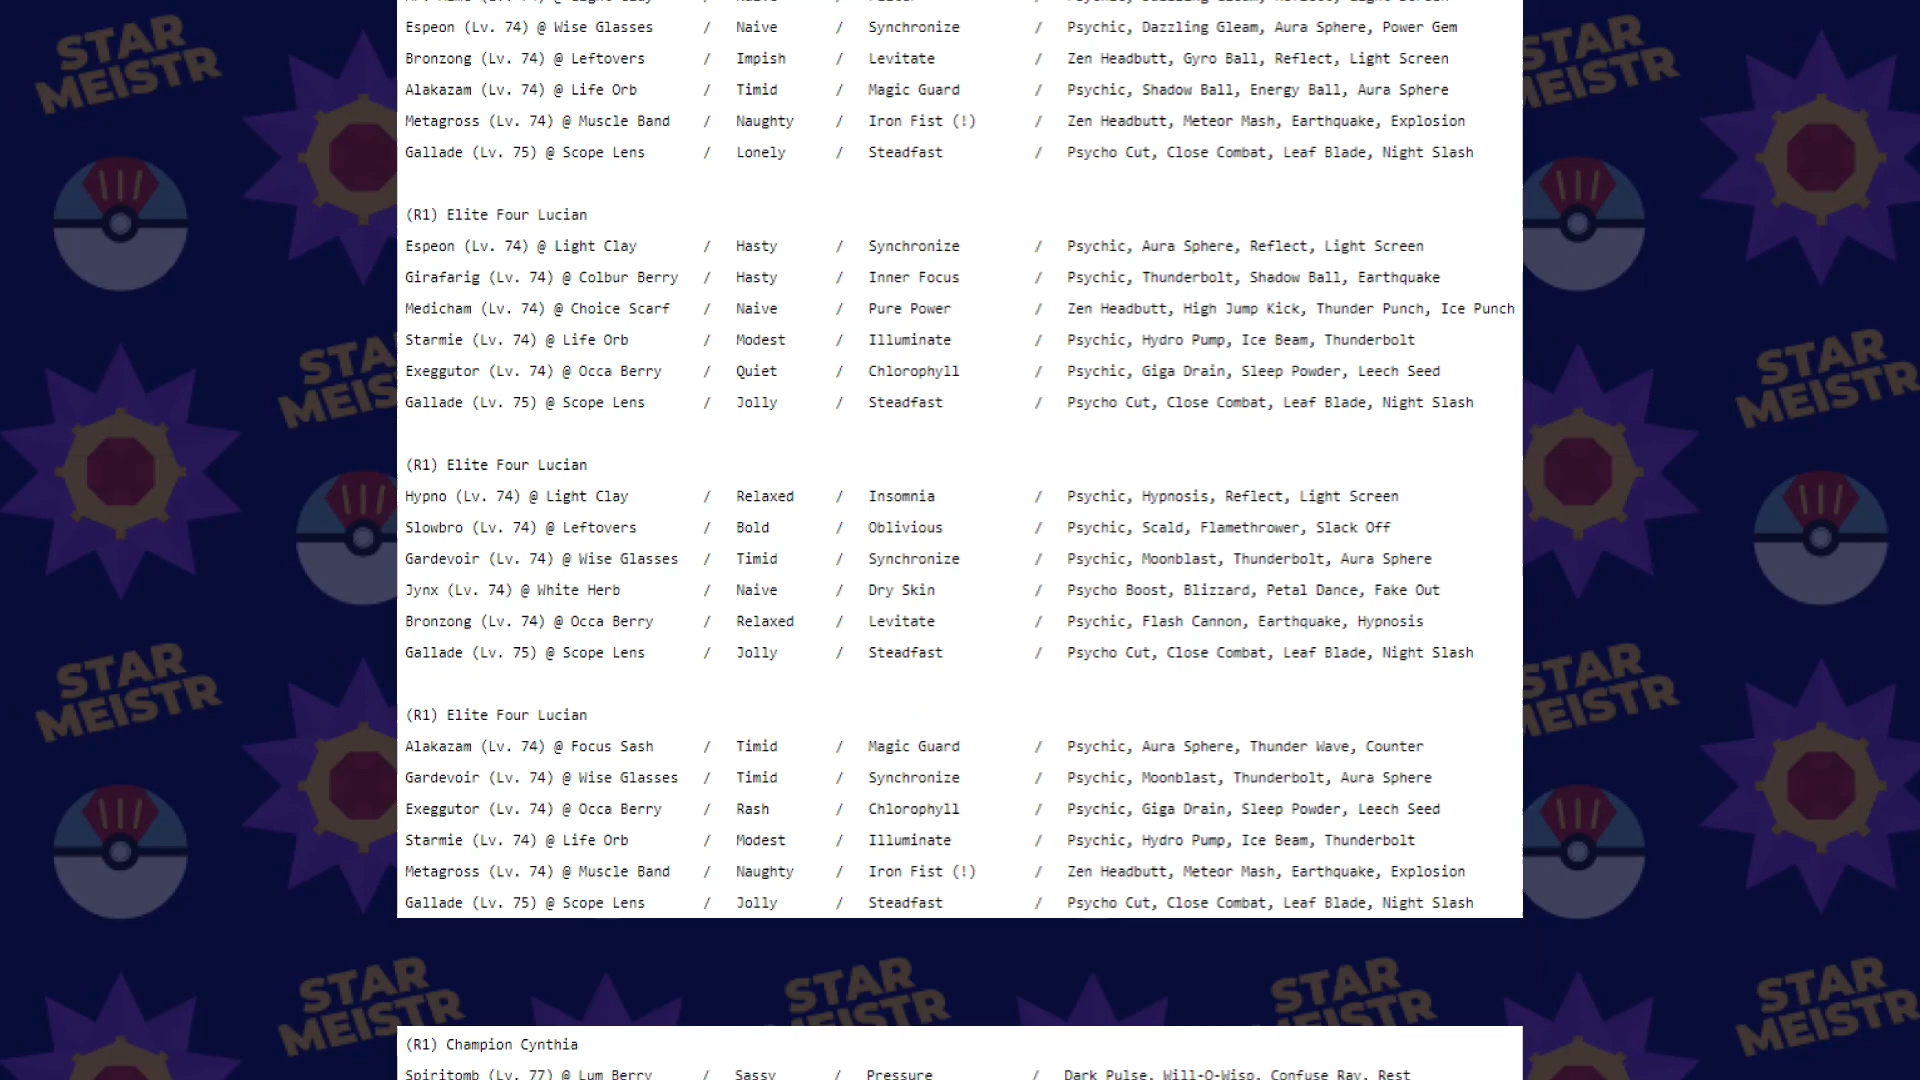 Espeon (Lv. 74) @ Wise Glasses / Naive / Synchronize / Psychic, Dazzling Gleam, Aura Sphere, Power Gem
Bronzong (Lv. 74) @ Leftovers / Impish / Levitate / Zen Headbutt, Gyro Ball, Reflect, Light Screen
Alakazam (Lv. 74) @ Life Orb / Timid / Magic Guard / Psychic, Shadow Ball, Energy Ball, Aura Sphere
Metagross (Lv. 74) @ Muscle Band / Naughty / Iron Fist (!) / Zen Headbutt, Meteor Mash, Earthquake, Explosion
Gallade (Lv. 75) @ Scope Lens / Lonely / Steadfast / Psycho Cut, Close Combat, Leaf Blade, Night Slash
(R1) Elite Four Lucian
Espeon (Lv. 74) @ Light Clay / Hasty / Synchronize / Psychic, Aura Sphere, Reflect, Light Screen
Girafarig (Lv. 74) @ Colbur Berry / Hasty / Inner Focus / Psychic, Thunderbolt, Shadow Ball, Earthquake
Medicham (Lv. 74) @ Choice Scarf / Naive / Pure Power / Zen Headbutt, High Jump Kick, Thunder Punch, Ice Punch
Starmie (Lv. 74) @ Life Orb / Modest / Illuminate / Psychic, Hydro Pump, Ice Beam, Thunderbolt
Exeggutor (Lv. 74) @ Occa Berry / Quiet / Chlorophyll / Psychic, Giga Drain, Sleep Powder, Leech Seed
Gallade (Lv. 75) @ Scope Lens / Jolly / Steadfast / Psycho Cut, Close Combat, Leaf Blade, Night Slash
(R1) Elite Four Lucian
Hypno (Lv. 74) @ Light Clay / Relaxed / Insomnia / Psychic, Hypnosis, Reflect, Light Screen
Slowbro (Lv. 74) @ Leftovers / Bold / Oblivious / Psychic, Scald, Flamethrower, Slack Off
Gardevoir (Lv. 74) @ Wise Glasses / Timid / Synchronize / Psychic, Moonblast, Thunderbolt, Aura Sphere
Jynx (Lv. 74) @ White Herb / Naive / Dry Skin / Psycho Boost, Blizzard, Petal Dance, Fake Out
Bronzong (Lv. 74) @ Occa Berry / Relaxed / Levitate / Psychic, Flash Cannon, Earthquake, Hypnosis
Gallade (Lv. 75) @ Scope Lens / Jolly / Steadfast / Psycho Cut, Close Combat, Leaf Blade, Night Slash
(R1) Elite Four Lucian
Alakazam (Lv. 74) @ Focus Sash / Timid / Magic Guard / Psychic, Aura Sphere, Thunder Wave, Counter
Gardevoir (Lv. 74) @ Wise Glasses / Timid / Synchronize / Psychic, Moonblast, Thunderbolt, Aura Sphere
Exeggutor (Lv. 74) @ Occa Berry / Rash / Chlorophyll / Psychic, Giga Drain, Sleep Powder, Leech Seed
Starmie (Lv. 74) @ Life Orb / Modest / Illuminate / Psychic, Hydro Pump, Ice Beam, Thunderbolt
Metagross (Lv. 74) @ Muscle Band / Naughty / Iron Fist (!) / Zen Headbutt, Meteor Mash, Earthquake, Explosion
Gallade (Lv. 75) @ Scope Lens / Jolly / Steadfast / Psycho Cut, Close Combat, Leaf Blade, Night Slash
(R1) Champion Cynthia
Spiritomb (Lv. 77) @ Lum Berry / Sassy / Pressure / Dark Pulse, Will-O-Wisp, Confuse Ray, Rest
STAR
MEISTR
STAR
MEISTR
STAR
MEISTR
STAR
MEISTR
STAR
MEISTR
STAR
MEISTR
STAR
MEISTR
STAR
MEISTR
STAR
MEISTR
STAR
MEISTR